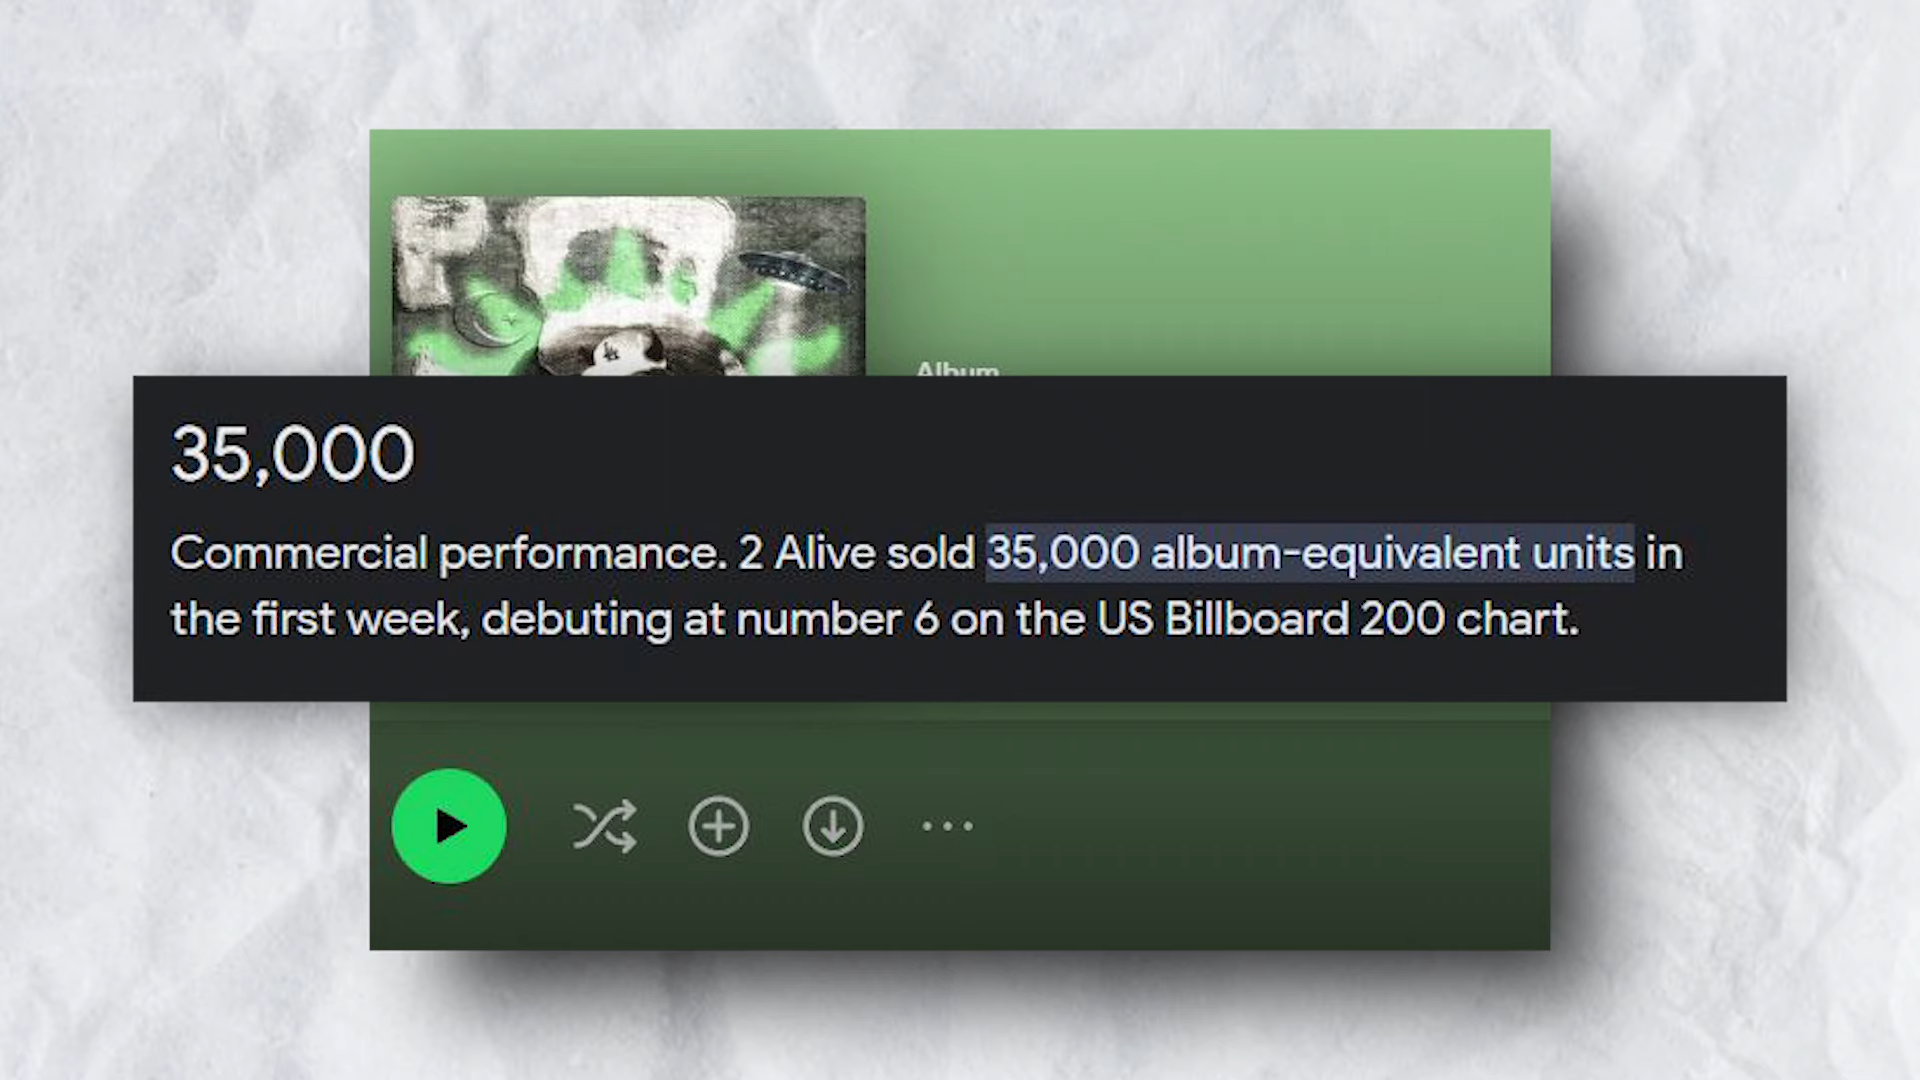 Album
35,000
Commercial performance. 2 Alive sold 35,000 album-equivalent units in
the first week, debuting at number 6 on the US Billboard 200 chart.